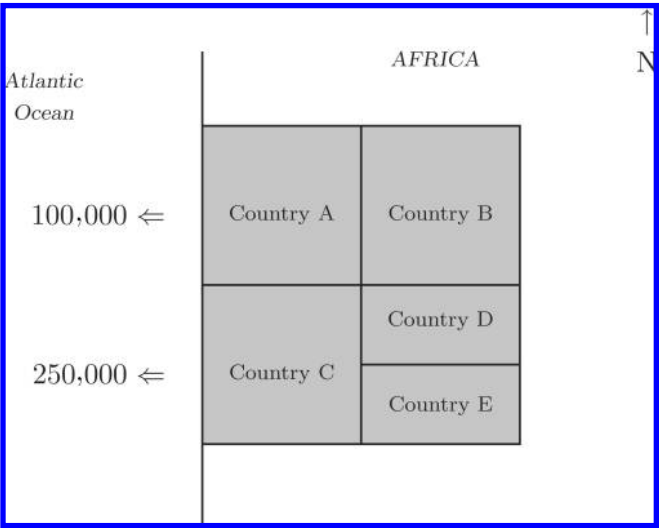 ↑
AFRICA
N
Atlantic
Ocean
100,000 ⇐
Country A
Country B
Country D
250,000 ⇐
Country C
Country E